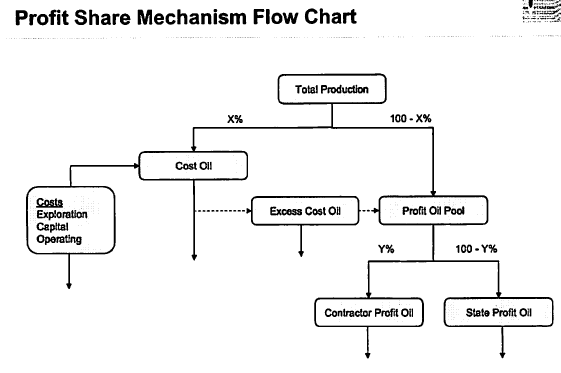 Profit Share Mechanism Flow Chart
Total Production
X%
100 - X%
Cost Oil
Costs
Exploration
Capital
Operating
Excess Cost Oil
Profit Oil Pool
Y%
100 - Y%
Contractor Profit Oil
State Profit Oil